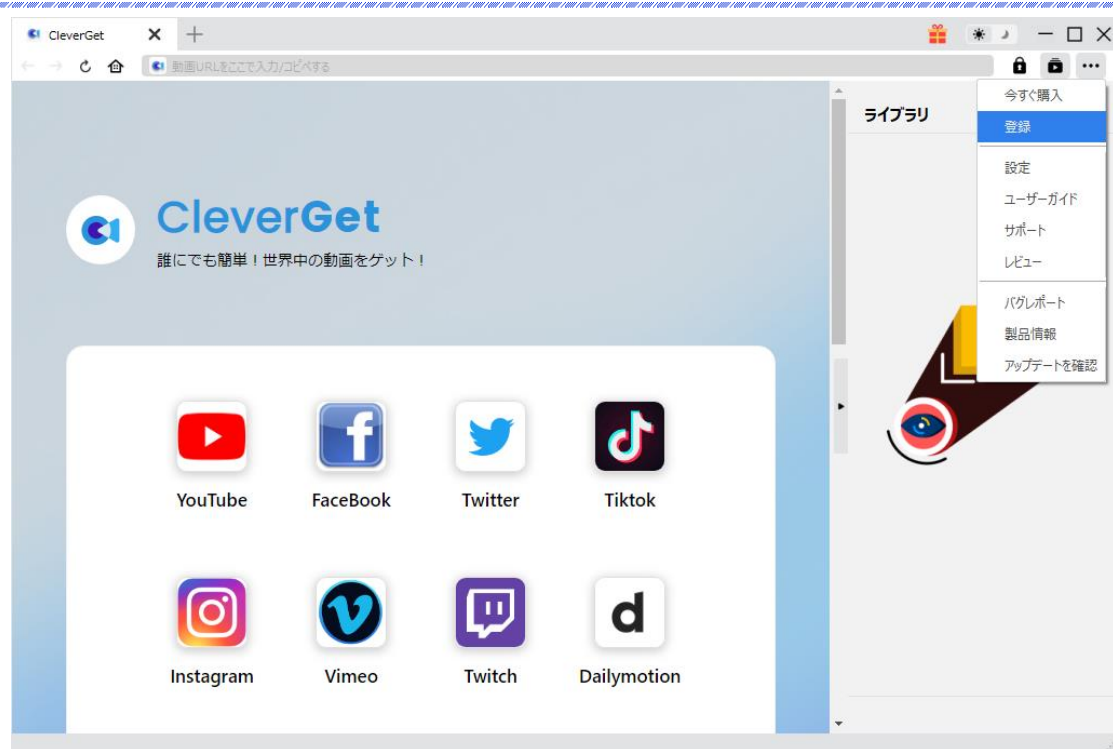 CleverGet
動画URLをここで入力/コピペする
今すぐ購入
登録
設定
ユーザーガイド
サポート
レビュー
バグレポート
製品情報
アップデートを確認
ライブラリ
CleverGet
誰にでも簡単！世界中の動画をゲット！
YouTube
FaceBook
Twitter
Tiktok
Instagram
Vimeo
Twitch
Dailymotion